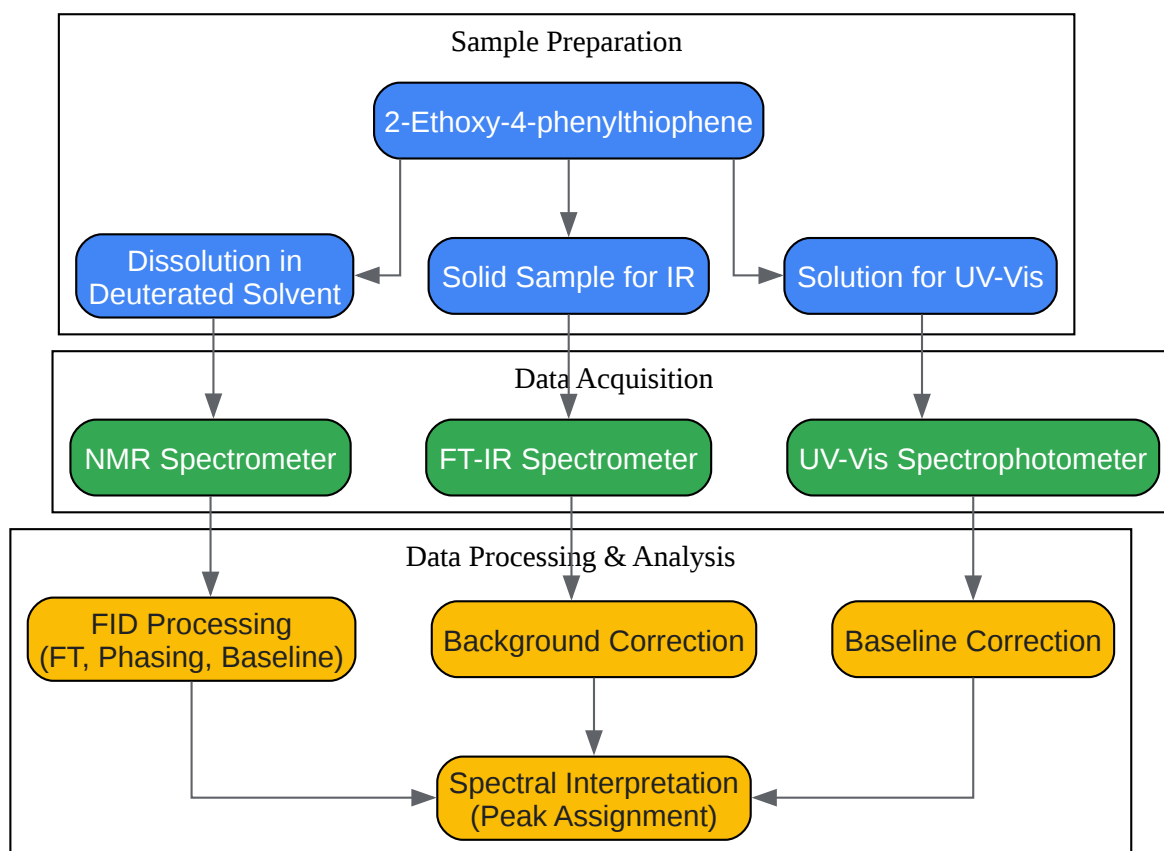 Sample Preparation
2-Ethoxy-4-phenylthiophene
Dissolution in
Deuterated Solvent
Solid Sample for IR
Solution for UV-Vis
Data Acquisition
NMR Spectrometer
FT-IR Spectrometer
UV-Vis Spectrophotometer
Data Processing & Analysis
FID Processing
(FT, Phasing, Baseline)
Background Correction
Baseline Correction
Spectral Interpretation
(Peak Assignment)